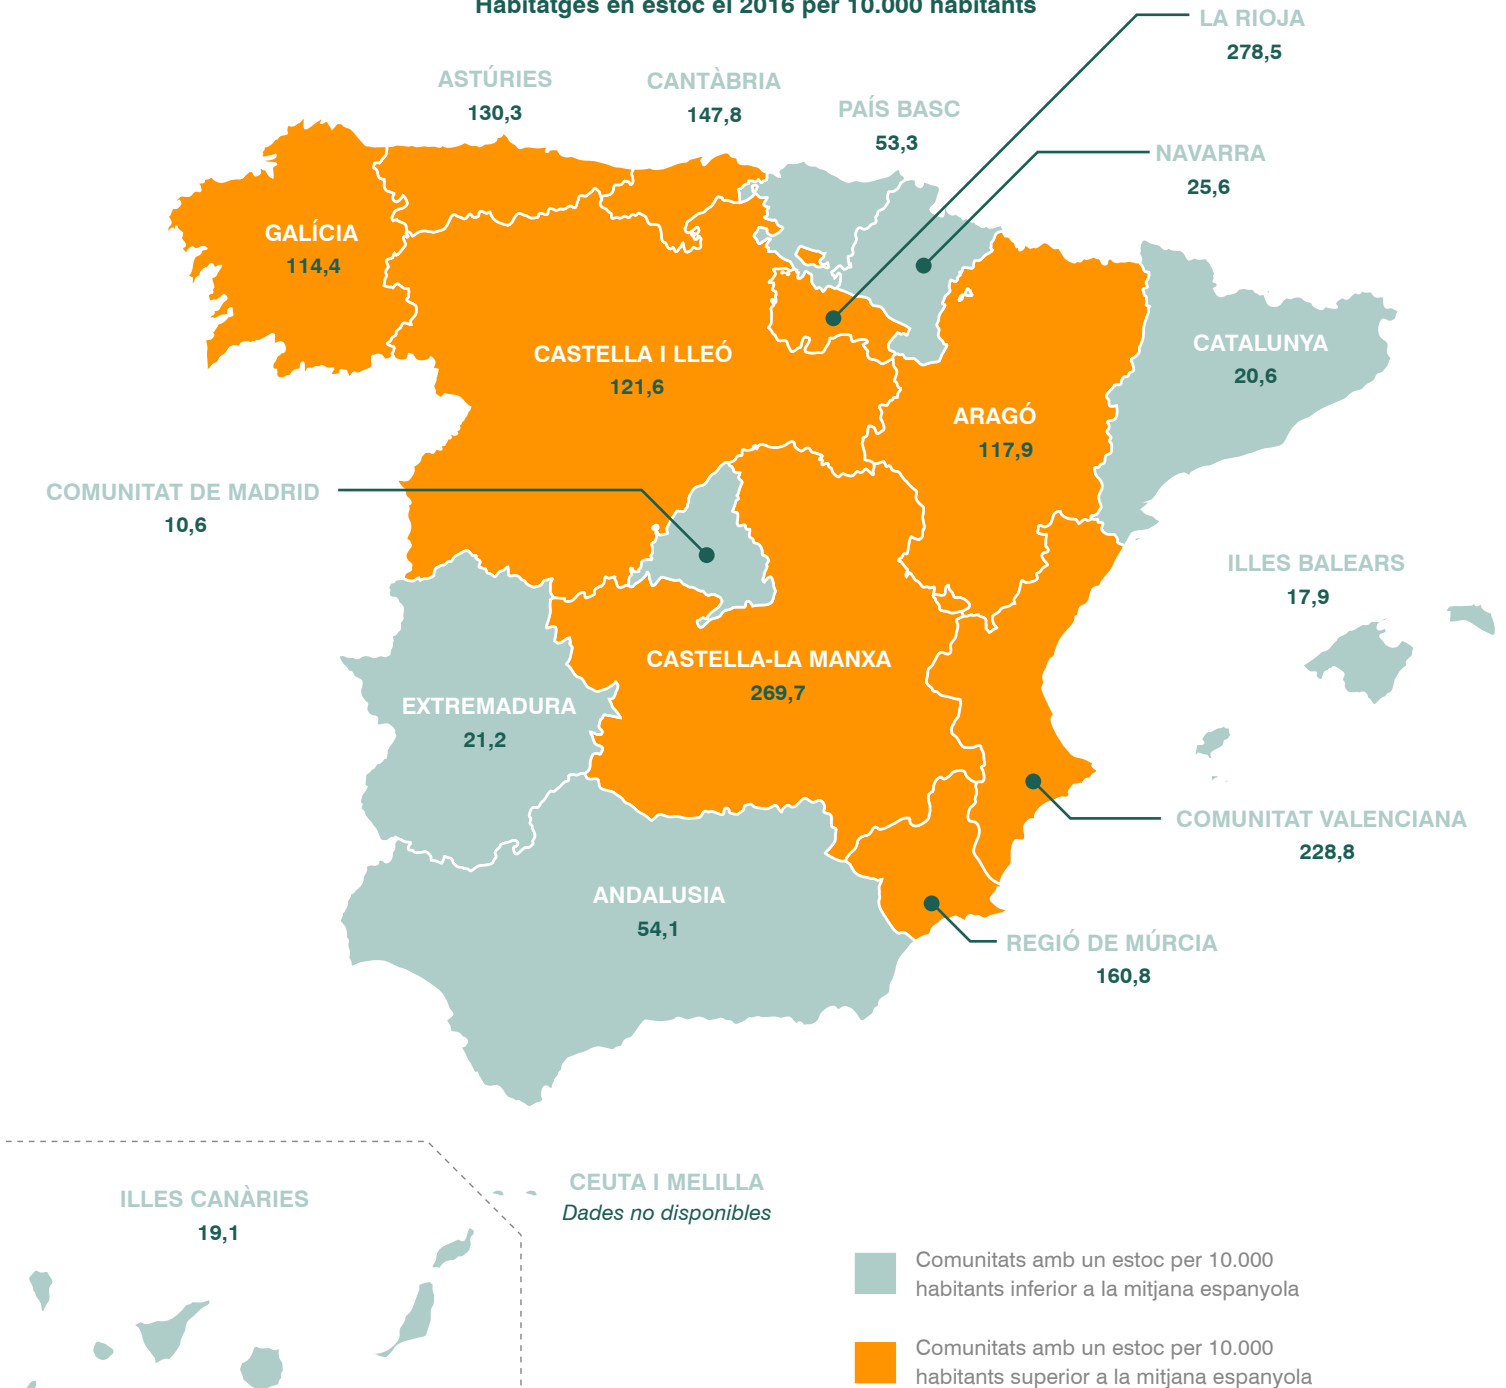 Habitatges en estoc el 2016 per 10.000 habitants
LA RIOJA
278,5
ASTÚRIES
130,3
CANTÀBRIA
147,8
PAÍS BASC
53,3
NAVARRA
25,6
GALÍCIA
114,4
CASTELLA I LLEÓ
121,6
CATALUNYA
20,6
ARAGÓ
117,9
COMUNITAT DE MADRID
10,6
ILLES BALEARS
17,9
CASTELLA-LA MANXA
269,7
EXTREMADURA
21,2
COMUNITAT VALENCIANA
228,8
ANDALUSIA
54,1
REGIÓ DE MÚRCIA
160,8
ILLES CANÀRIES
19,1
CEUTA I MELILLA
Dades no disponibles
Comunitats amb un estoc per 10.000
habitants inferior a la mitjana espanyola
Comunitats amb un estoc per 10.000
habitants superior a la mitjana espanyola